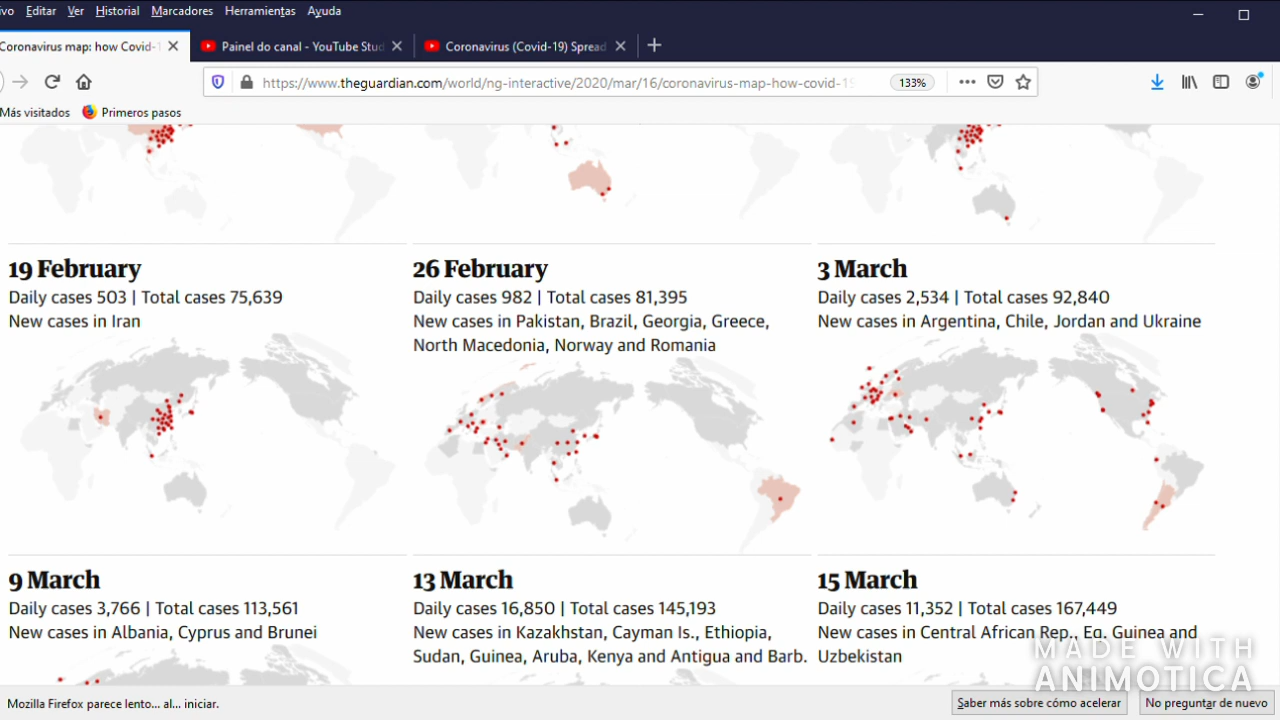 ivo Editar Ver Historial Marcadores Herramientas Ayuda
Coronavirus map: how Covid-1 Painel do canal - YouTube Stud Coronavirus (Covid-19) Spread
https://www.theguardian.com/world/ng-interactive/2020/mar/16/coronavirus-map-how-covid-19 133%
Más visitados Primeros pasos
19 February
Daily cases 503 | Total cases 75,639
New cases in Iran
26 February
Daily cases 982 | Total cases 81,395
New cases in Pakistan, Brazil, Georgia, Greece,
North Macedonia, Norway and Romania
3 March
Daily cases 2,534 | Total cases 92,840
New cases in Argentina, Chile, Jordan and Ukraine
9 March
Daily cases 3,766 | Total cases 113,561
New cases in Albania, Cyprus and Brunei
13 March
Daily cases 16,850 | Total cases 145,193
New cases in Kazakhstan, Cayman Is., Ethiopia,
Sudan, Guinea, Aruba, Kenya and Antigua and Barb.
15 March
Daily cases 11,352 | Total cases 167,449
New cases in Central African Rep., Eq. Guinea and
Uzbekistan
MADE WITH
ANIMOTICA
Mozilla Firefox parece lento... al... iniciar. Saber más sobre cómo acelerar No preguntar de nuevo